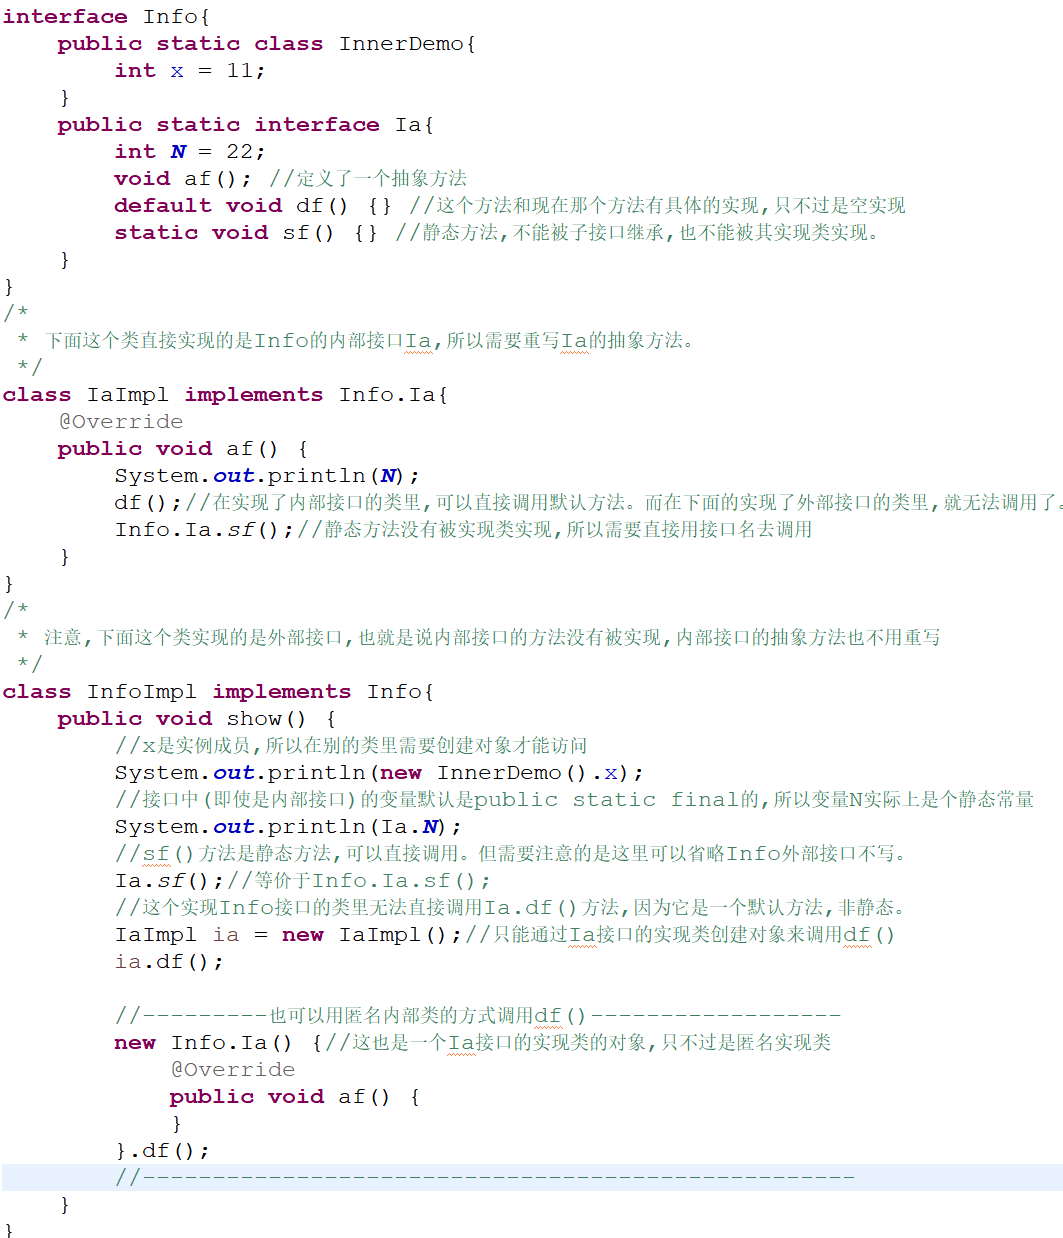 interface Info{
    public static class InnerDemo{
        int x = 11;
    }
    public static interface Ia{
        int N = 22;
        void af(); //定义了一个抽象方法
        default void df() {} //这个方法和现在那个方法有具体的实现,只不过是空实现
        static void sf() {} //静态方法,不能被子接口继承,也不能被其实现类实现。
    }
}
/*
 * 下面这个类直接实现的是Info的内部接口Ia,所以需要重写Ia的抽象方法。
 */
class IaImpl implements Info.Ia{
    @Override
    public void af() {
        System.out.println(N);
        df();//在实现了内部接口的类里,可以直接调用默认方法。而在下面的实现了外部接口的类里,就无法调用了。
        Info.Ia.sf();//静态方法没有被实现类实现,所以需要直接用接口名去调用
    }
}
/*
 * 注意,下面这个类实现的是外部接口,也就是说内部接口的方法没有被实现,内部接口的抽象方法也不用重写
 */
class InfoImpl implements Info{
    public void show() {
        //x是实例成员,所以在别的类里需要创建对象才能访问
        System.out.println(new InnerDemo().x);
        //接口中(即使是内部接口)的变量默认是public static final的,所以变量N实际上是个静态常量
        System.out.println(Ia.N);
        //sf()方法是静态方法,可以直接调用。但需要注意的是这里可以省略Info外部接口不写。
        Ia.sf();//等价于Info.Ia.sf();
        //这个实现Info接口的类里无法直接调用Ia.df()方法,因为它是一个默认方法,非静态。
        IaImpl ia = new IaImpl();//只能通过Ia接口的实现类创建对象来调用df()
        ia.df();

        //---------也可以用匿名内部类的方式调用df()------------------
        new Info.Ia() {//这也是一个Ia接口的实现类的对象,只不过是匿名实现类
            @Override
            public void af() {
            }
        }.df();
        //---------------------------------------------------
    }
}